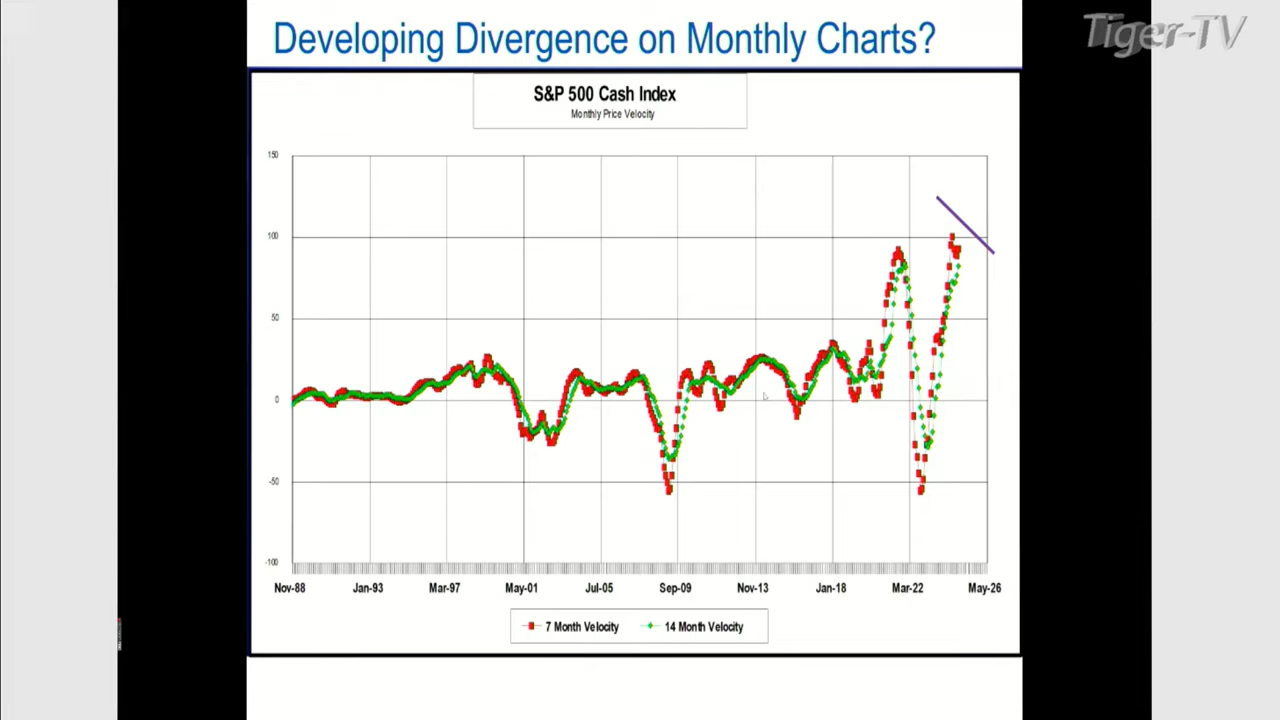 Developing Divergence on Monthly Charts?
Tiger-TV
S&P 500 Cash Index
Monthly Price Velocity
150
100
50
0
-50
-100
Nov-88 Jan-93 Mar-97 May-01 Jul-05 Sep-09 Nov-13 Jan-18 Mar-22 May-26
7 Month Velocity 14 Month Velocity